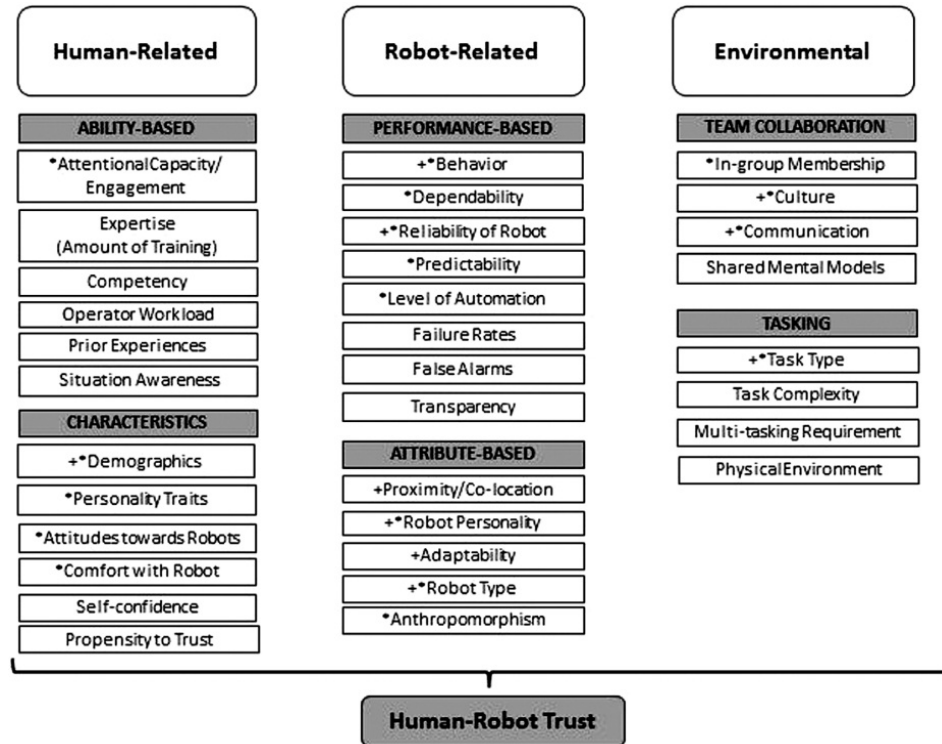 Human-Related
ABILITY-BASED
*Attentional Capacity/
Engagement
Expertise
(Amount of Training)
Competency
Operator Workload
Prior Experiences
Situation Awareness
CHARACTERISTICS
+*Demographics
*Personality Traits
*Attitudes towards Robots
*Comfort with Robot
Self-confidence
Propensity to Trust
Robot-Related
PERFORMANCE-BASED
+*Behavior
*Dependability
+*Reliability of Robot
*Predictability
*Level of Automation
Failure Rates
False Alarms
Transparency
ATTRIBUTE-BASED
+Proximity/Co-location
+*Robot Personality
+Adaptability
+*Robot Type
*Anthropomorphism
Environmental
TEAM COLLABORATION
*In-group Membership
+*Culture
+*Communication
Shared Mental Models
TASKING
+*Task Type
Task Complexity
Multi-tasking Requirement
Physical Environment
Human-Robot Trust